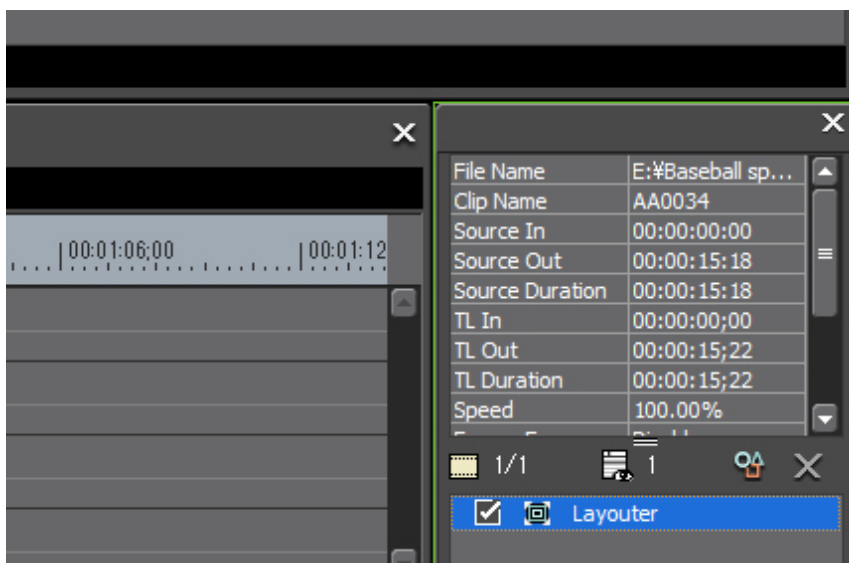 00:01:06;00 00:01:12
File Name E:¥Baseball sp...
Clip Name AA0034
Source In 00:00:00:00
Source Out 00:00:15:18
Source Duration 00:00:15:18
TL In 00:00:00;00
TL Out 00:00:15;22
TL Duration 00:00:15;22
Speed 100.00%
1/1 1
Layouter